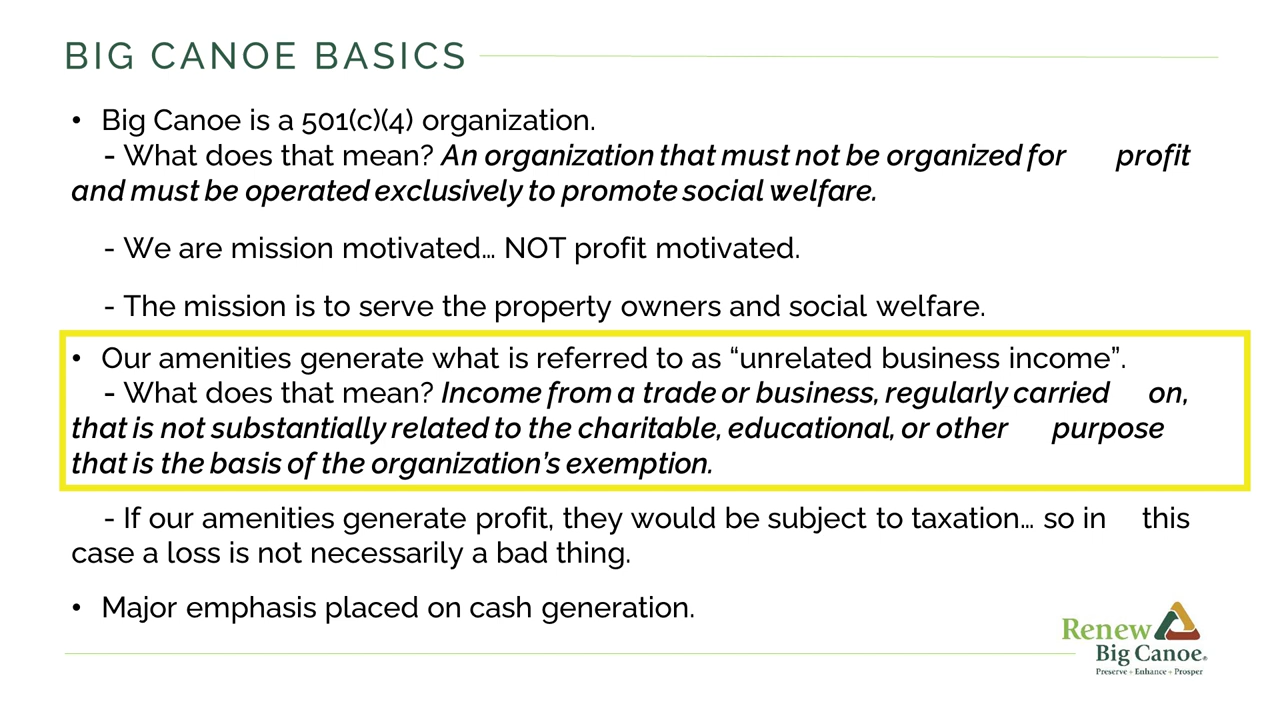 BIG CANOE BASICS
• Big Canoe is a 501(c)(4) organization.
- What does that mean? An organization that must not be organized for profit
and must be operated exclusively to promote social welfare.
- We are mission motivated… NOT profit motivated.
- The mission is to serve the property owners and social welfare.
• Our amenities generate what is referred to as “unrelated business income”.
- What does that mean? Income from a trade or business, regularly carried on,
that is not substantially related to the charitable, educational, or other purpose
that is the basis of the organization’s exemption.
- If our amenities generate profit, they would be subject to taxation… so in this
case a loss is not necessarily a bad thing.
• Major emphasis placed on cash generation.
Renew
Big Canoe®
Preserve + Enhance + Prosper